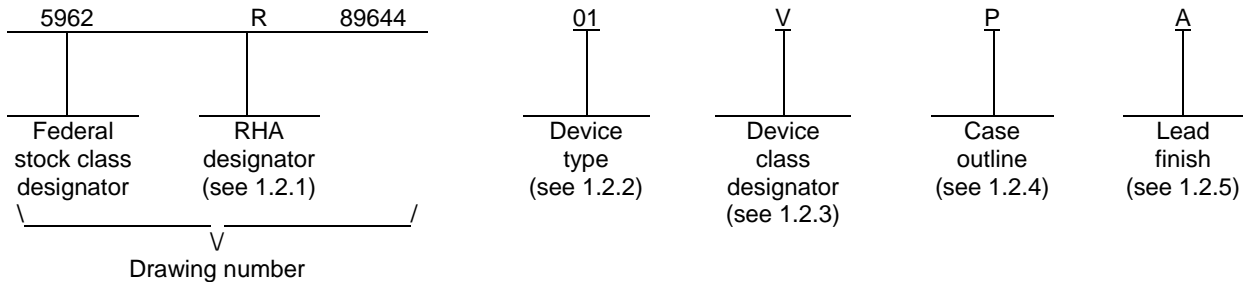 5962 R 89644 01 V P A
Federal stock class designator
RHA designator (see 1.2.1)
Device type (see 1.2.2)
Device class designator (see 1.2.3)
Case outline (see 1.2.4)
Lead finish (see 1.2.5)
\ /
\/
Drawing number